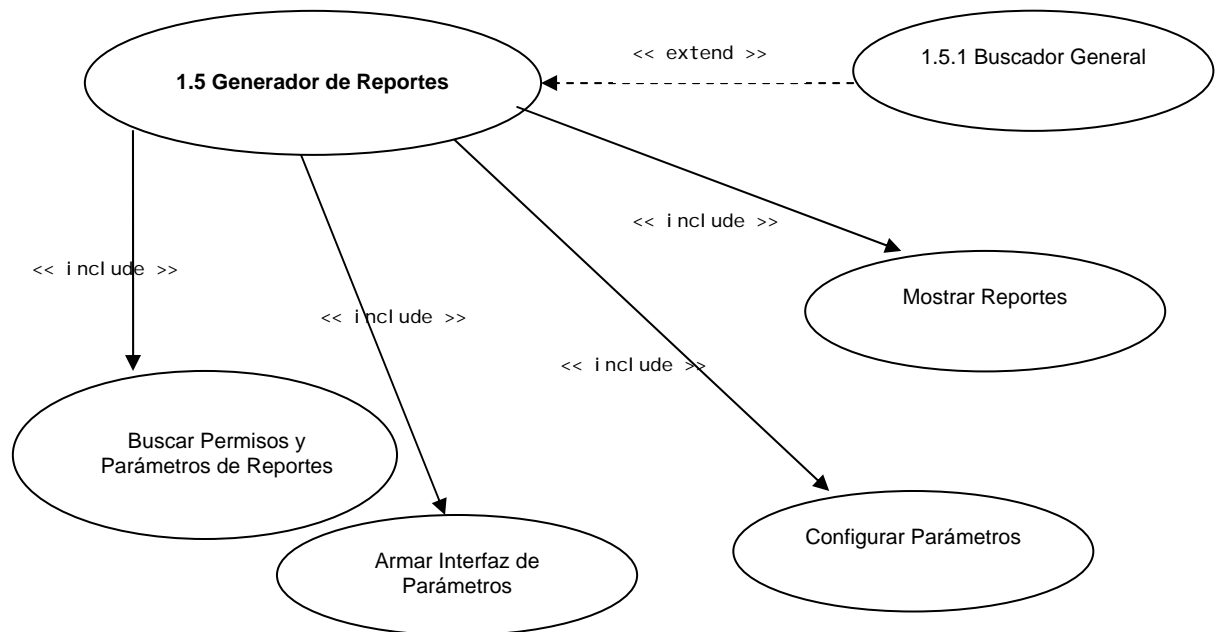 << extend >>
1.5.1 Buscador General
1.5 Generador de Reportes
<< include >>
<< include >>
Mostrar Reportes
<< include >>
<< include >>
Buscar Permisos y
Parámetros de Reportes
Configurar Parámetros
Armar Interfaz de
Parámetros